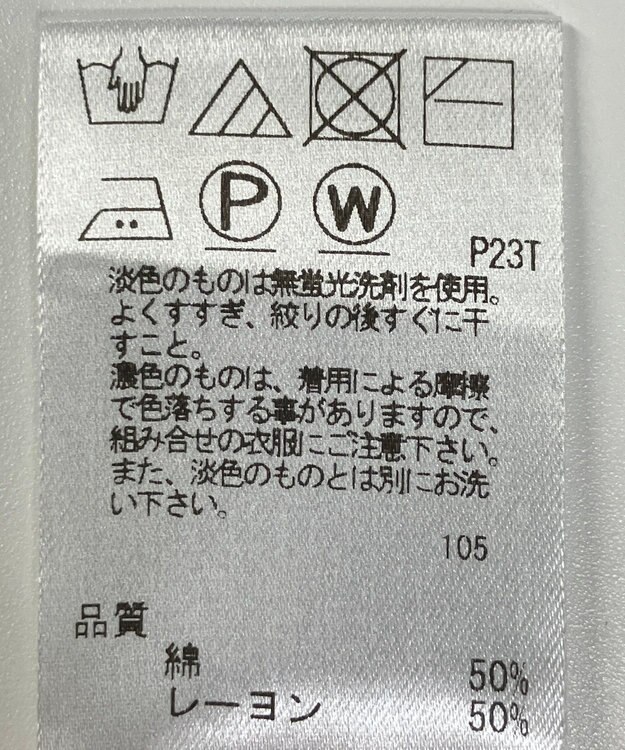 P W
P23T
淡色のものは無蛍光洗剤を使用。
よくすすぎ、絞りの後すぐに干
すこと。
濃色のものは、着用による摩擦
で色落ちする事がありますので、
組み合せの衣服にご注意下さい。
また、淡色のものとは別にお洗
い下さい。
105
品質
綿 50%
レーヨン 50%